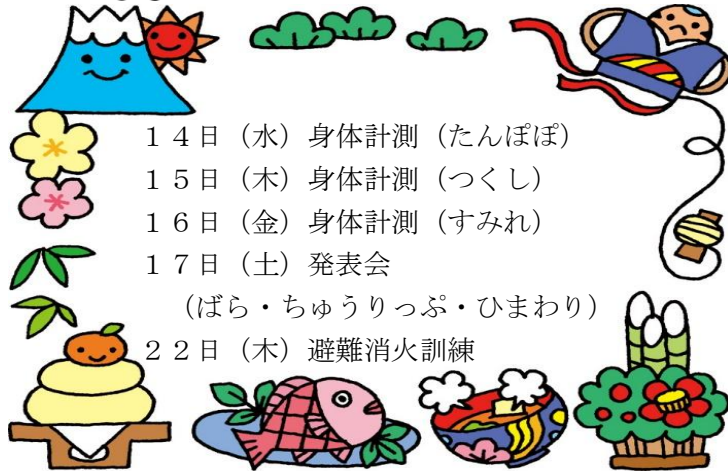 １４日（水）身体計測（たんぽぽ）
１５日（木）身体計測（つくし）
１６日（金）身体計測（すみれ）
１７日（土）発表会
（ばら・ちゅうりっぷ・ひまわり）
２２日（木）避難消火訓練